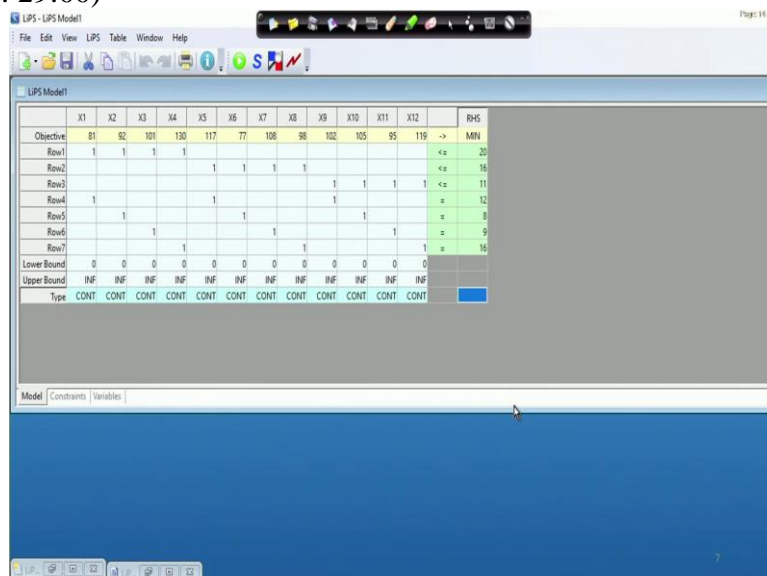 : 29:00)
LiPS - LiPS Model1
Page: 16
File Edit View LiPS Table Window Help
LiPS Model1
X1 X2 X3 X4 X5 X6 X7 X8 X9 X10 X11 X12 RHS
Objective 81 92 101 130 117 77 108 98 102 105 95 119 -> MIN
Row1 1 1 1 1 <= 20
Row2 1 1 1 1 <= 16
Row3 1 1 1 1 <= 11
Row4 1 1 1 = 12
Row5 1 1 1 = 8
Row6 1 1 1 = 9
Row7 1 1 1 = 16
Lower Bound 0 0 0 0 0 0 0 0 0 0 0 0
Upper Bound INF INF INF INF INF INF INF INF INF INF INF INF
Type CONT CONT CONT CONT CONT CONT CONT CONT CONT CONT CONT CONT
Model Constraints Variables
7